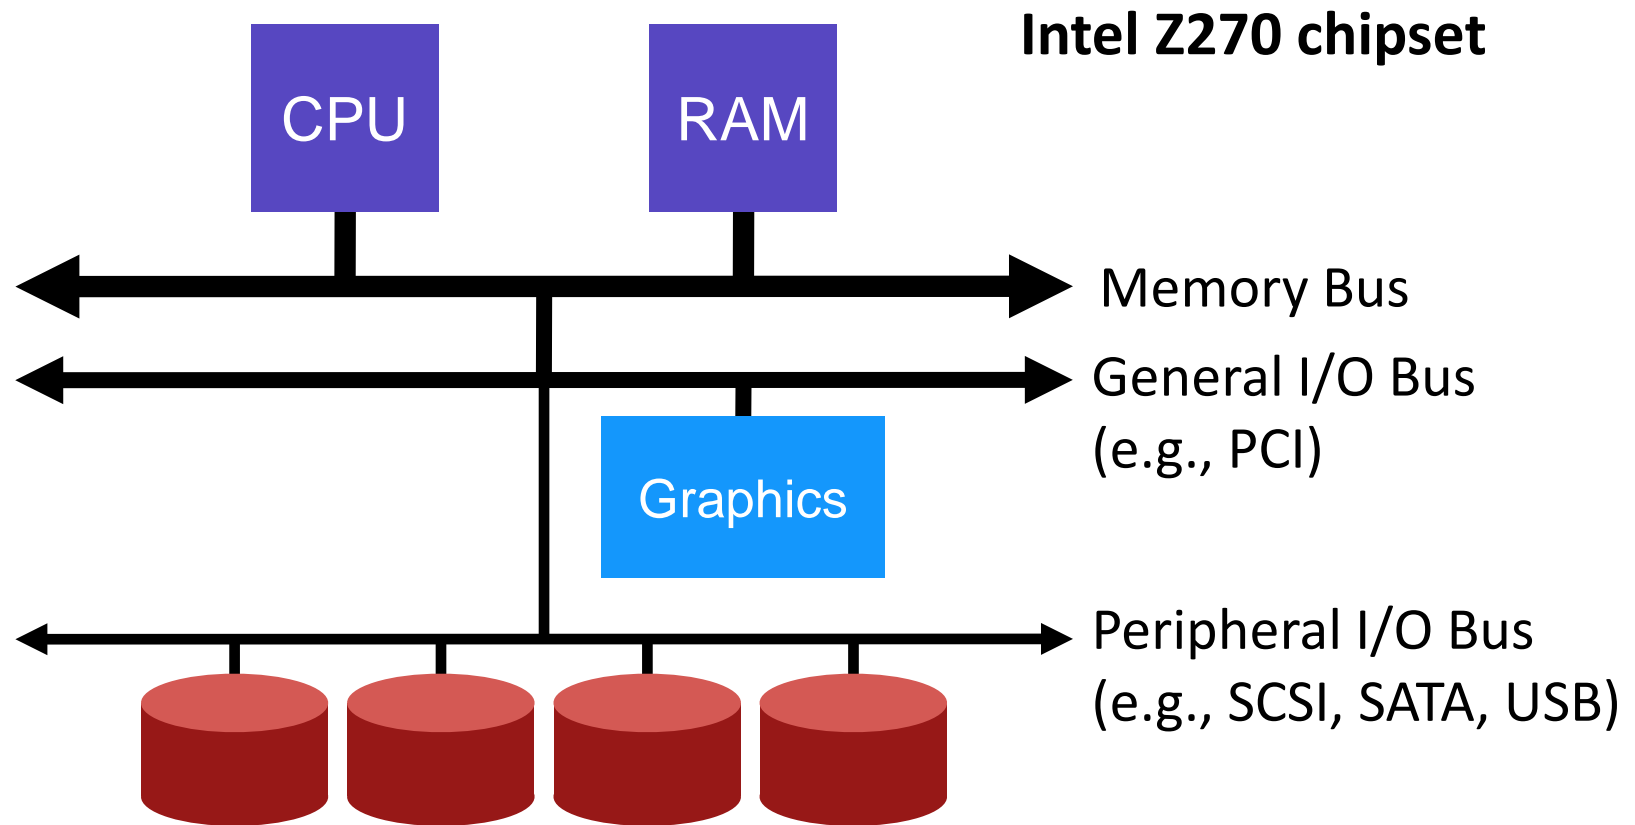 Intel Z270 chipset
CPU
RAM
Memory Bus
General I/O Bus
(e.g., PCI)
Graphics
Peripheral I/O Bus
(e.g., SCSI, SATA, USB)